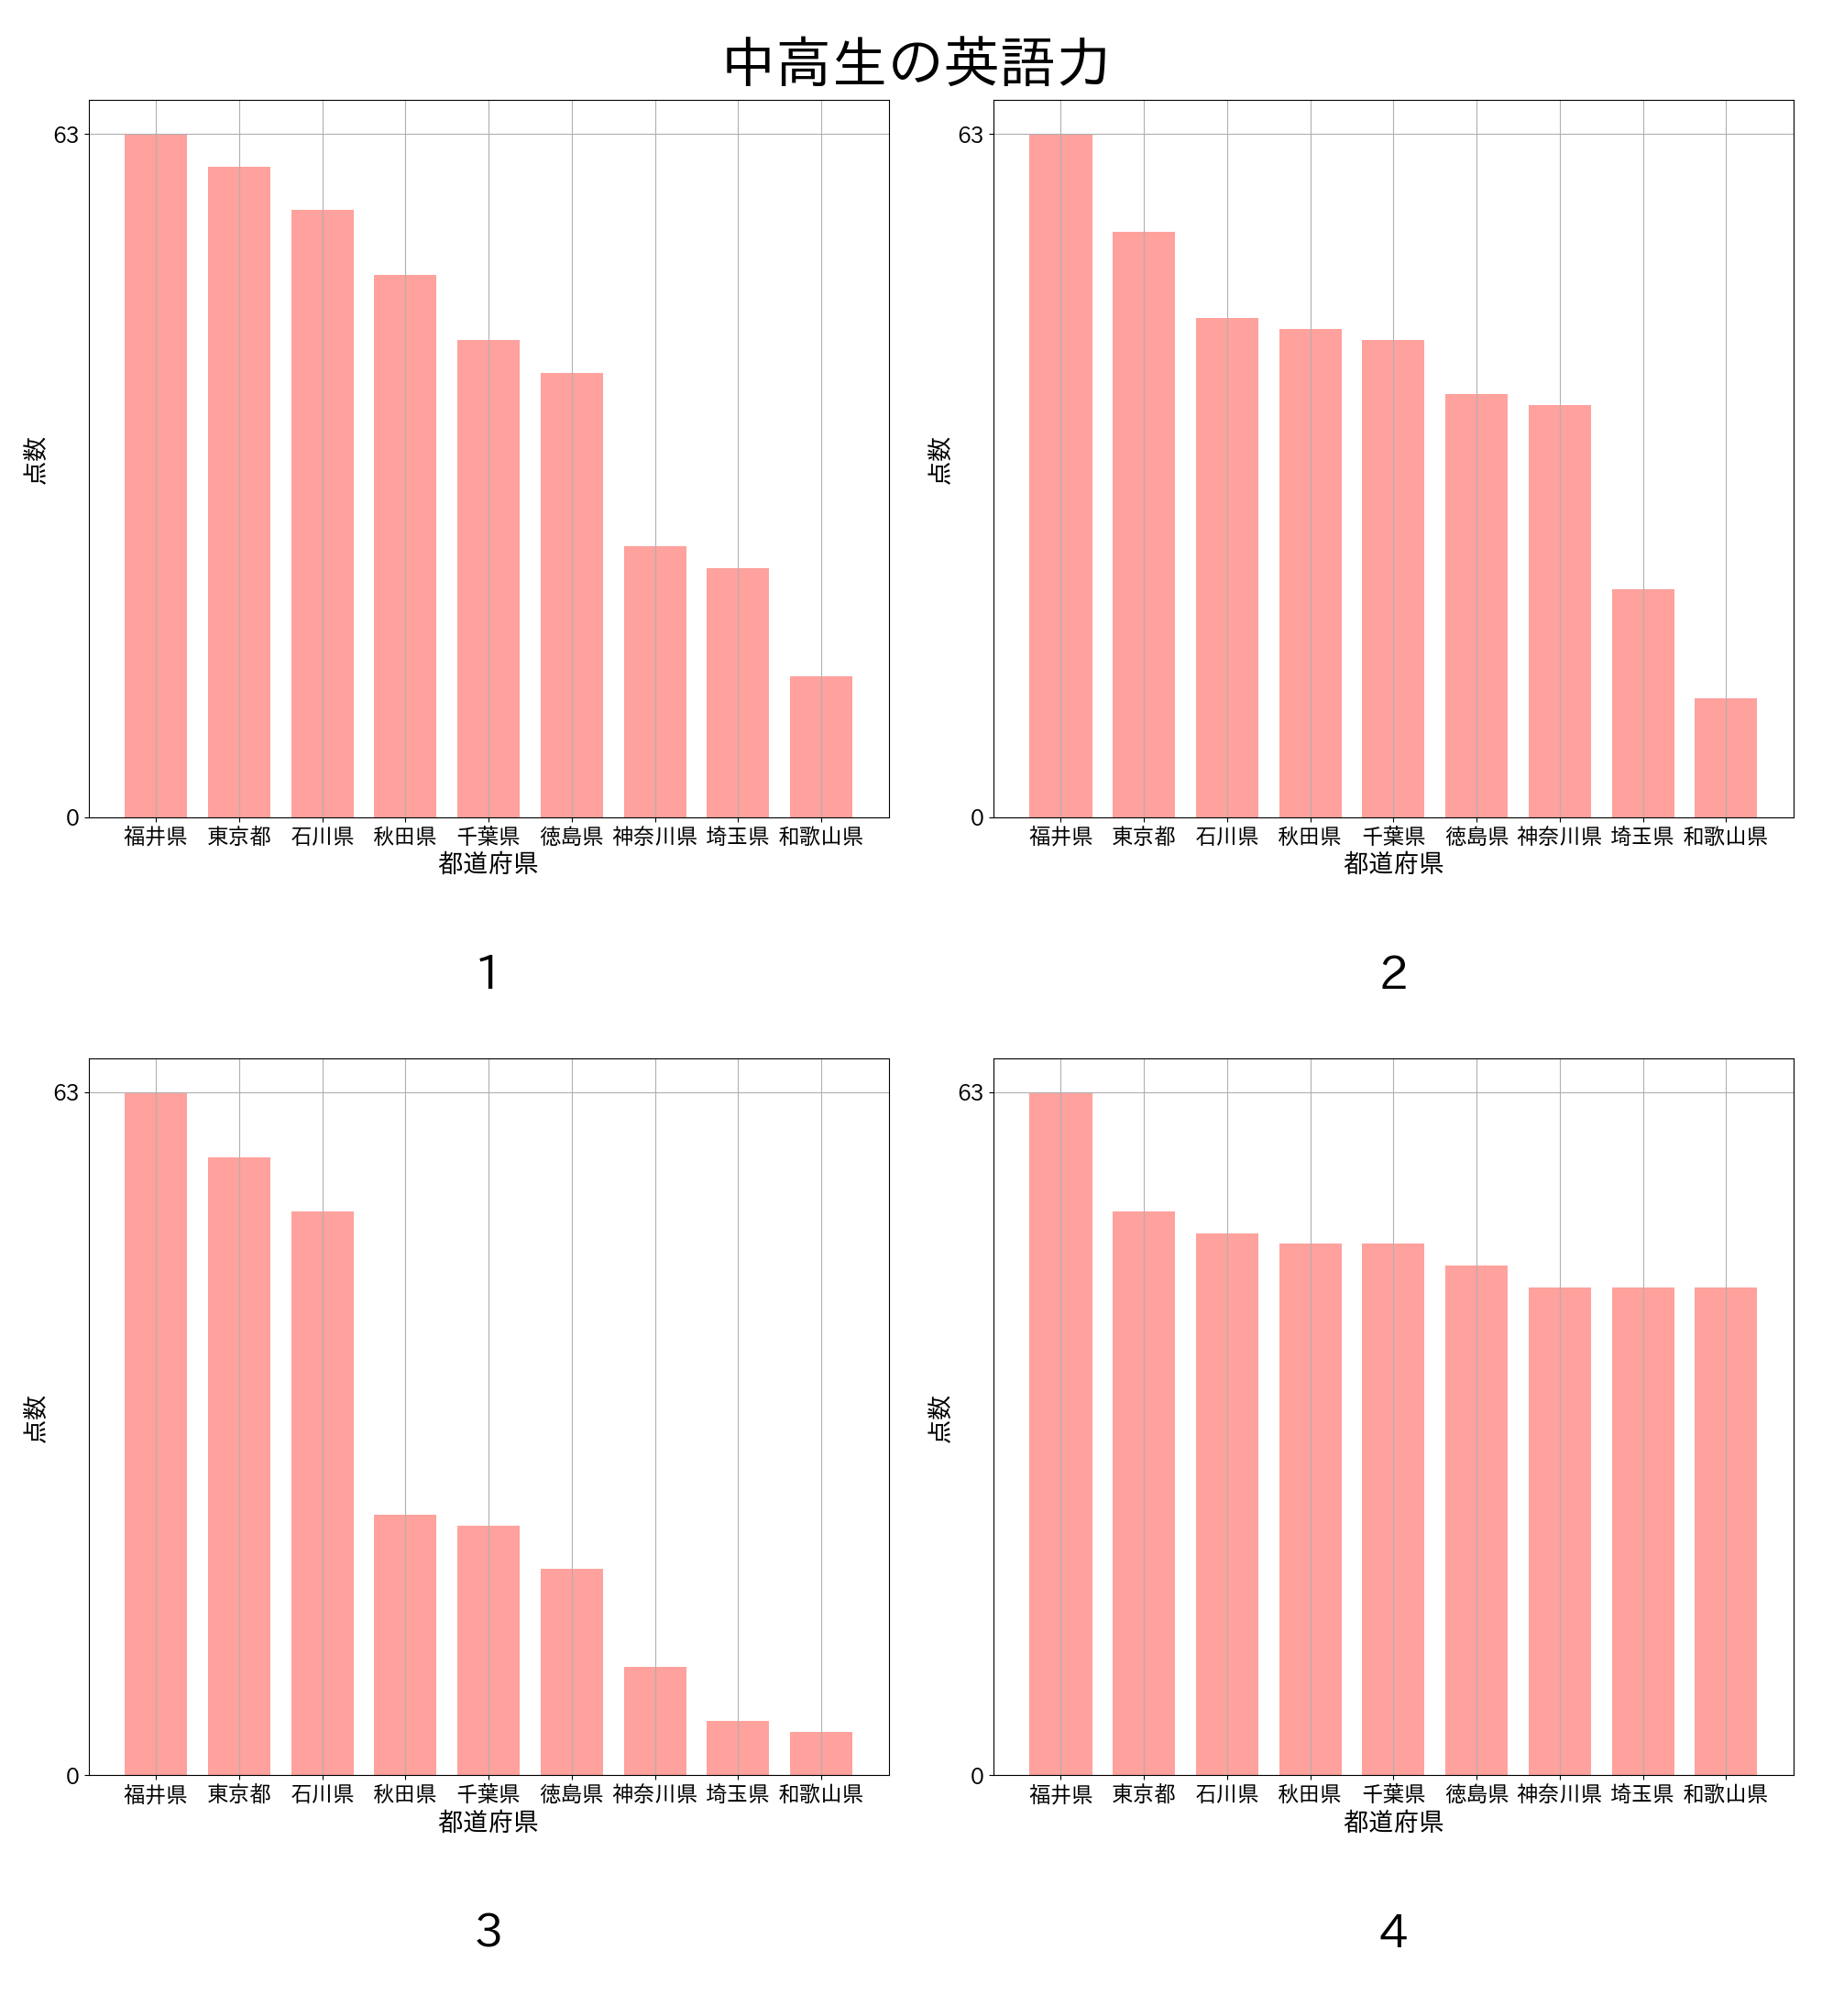 中高生の英語力
63
0
点数
福井県 東京都 石川県 秋田県 千葉県 徳島県 神奈川県 埼玉県 和歌山県
都道府県
1
63
0
点数
福井県 東京都 石川県 秋田県 千葉県 徳島県 神奈川県 埼玉県 和歌山県
都道府県
2
63
0
点数
福井県 東京都 石川県 秋田県 千葉県 徳島県 神奈川県 埼玉県 和歌山県
都道府県
3
63
0
点数
福井県 東京都 石川県 秋田県 千葉県 徳島県 神奈川県 埼玉県 和歌山県
都道府県
4